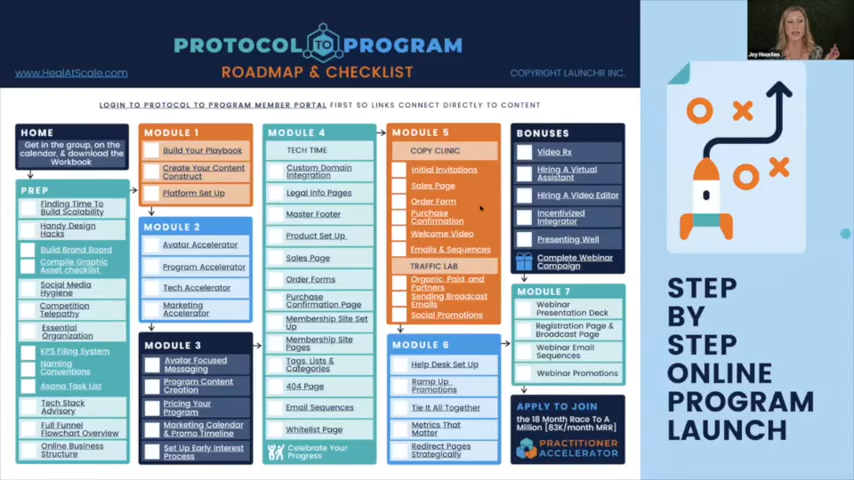 PROTOCOL TO PROGRAM
ROADMAP & CHECKLIST
www.HealAtScale.com
COPYRIGHT LAUNCHR INC.
Joy Houston
LOGIN TO PROTOCOL TO PROGRAM MEMBER PORTAL FIRST SO LINKS CONNECT DIRECTLY TO CONTENT
HOME
Get in the group, on the
calendar, & download the
Workbook
PREP
Finding Time To
Build Scalability
Handy Design
Hacks
Build Brand Board
Compile Graphic
Asset checklist
Social Media
Hygiene
Competition
Telepathy
Essential
Organization
KPS Filing System
Naming
Conventions
Asana Task List
Tech Stack
Advisory
Full Funnel
Flowchart Overview
Online Business
Structure
MODULE 1
Build Your Playbook
Create Your Content
Construct
Platform Set Up
MODULE 2
Avatar Accelerator
Program Accelerator
Tech Accelerator
Marketing
Accelerator
MODULE 3
Avatar Focused
Messaging
Program Content
Creation
Pricing Your
Program
Marketing Calendar
& Promo Timeline
Set Up Early Interest
Process
MODULE 4
TECH TIME
Custom Domain
Integration
Legal Info Pages
Master Footer
Product Set Up
Sales Page
Order Forms
Purchase
Confirmation Page
Membership Site Set
Up
Membership Site
Pages
Tags, Lists &
Categories
404 Page
Email Sequences
Whitelist Page
Celebrate Your
Progress
MODULE 5
COPY CLINIC
Initial Invitations
Sales Page
Order Form
Purchase
Confirmation
Welcome Video
Emails & Sequences
TRAFFIC LAB
Organic, Paid, and
Partners
Sending Broadcast
Emails
Social Promotions
MODULE 6
Help Desk Set Up
Ramp Up
Promotions
Tie It All Together
Metrics That
Matter
Redirect Pages
Strategically
BONUSES
Video Rx
Hiring A Virtual
Assistant
Hiring A Video Editor
Incentivized
Integrator
Presenting Well
Complete Webinar
Campaign
MODULE 7
Webinar
Presentation Deck
Registration Page &
Broadcast Page
Webinar Email
Sequences
Webinar Promotions
APPLY TO JOIN
the 18 Month Race To A
Million [83K/month MRR]
PRACTITIONER
ACCELERATOR
STEP
BY
STEP
ONLINE
PROGRAM
LAUNCH